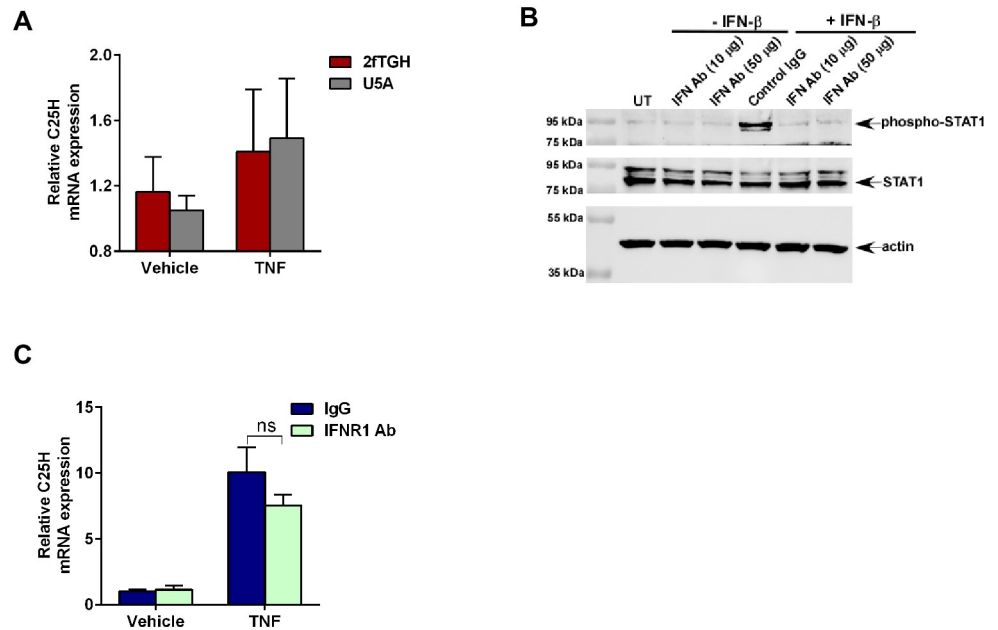 A
Relative C25H
mRNA expression
2.0
1.6
1.2
0.8
Vehicle
TNF
2fTGH
U5A
B
- IFN-β
+ IFN-β
UT
IFN Ab (10 µg)
IFN Ab (50 µg)
Control IgG
IFN Ab (10 µg)
IFN Ab (50 µg)
95 kDa
75 kDa
phospho-STAT1
95 kDa
75 kDa
STAT1
55 kDa
35 kDa
actin
C
Relative C25H
mRNA expression
15
10
5
0
Vehicle
TNF
ns
IgG
IFNR1 Ab